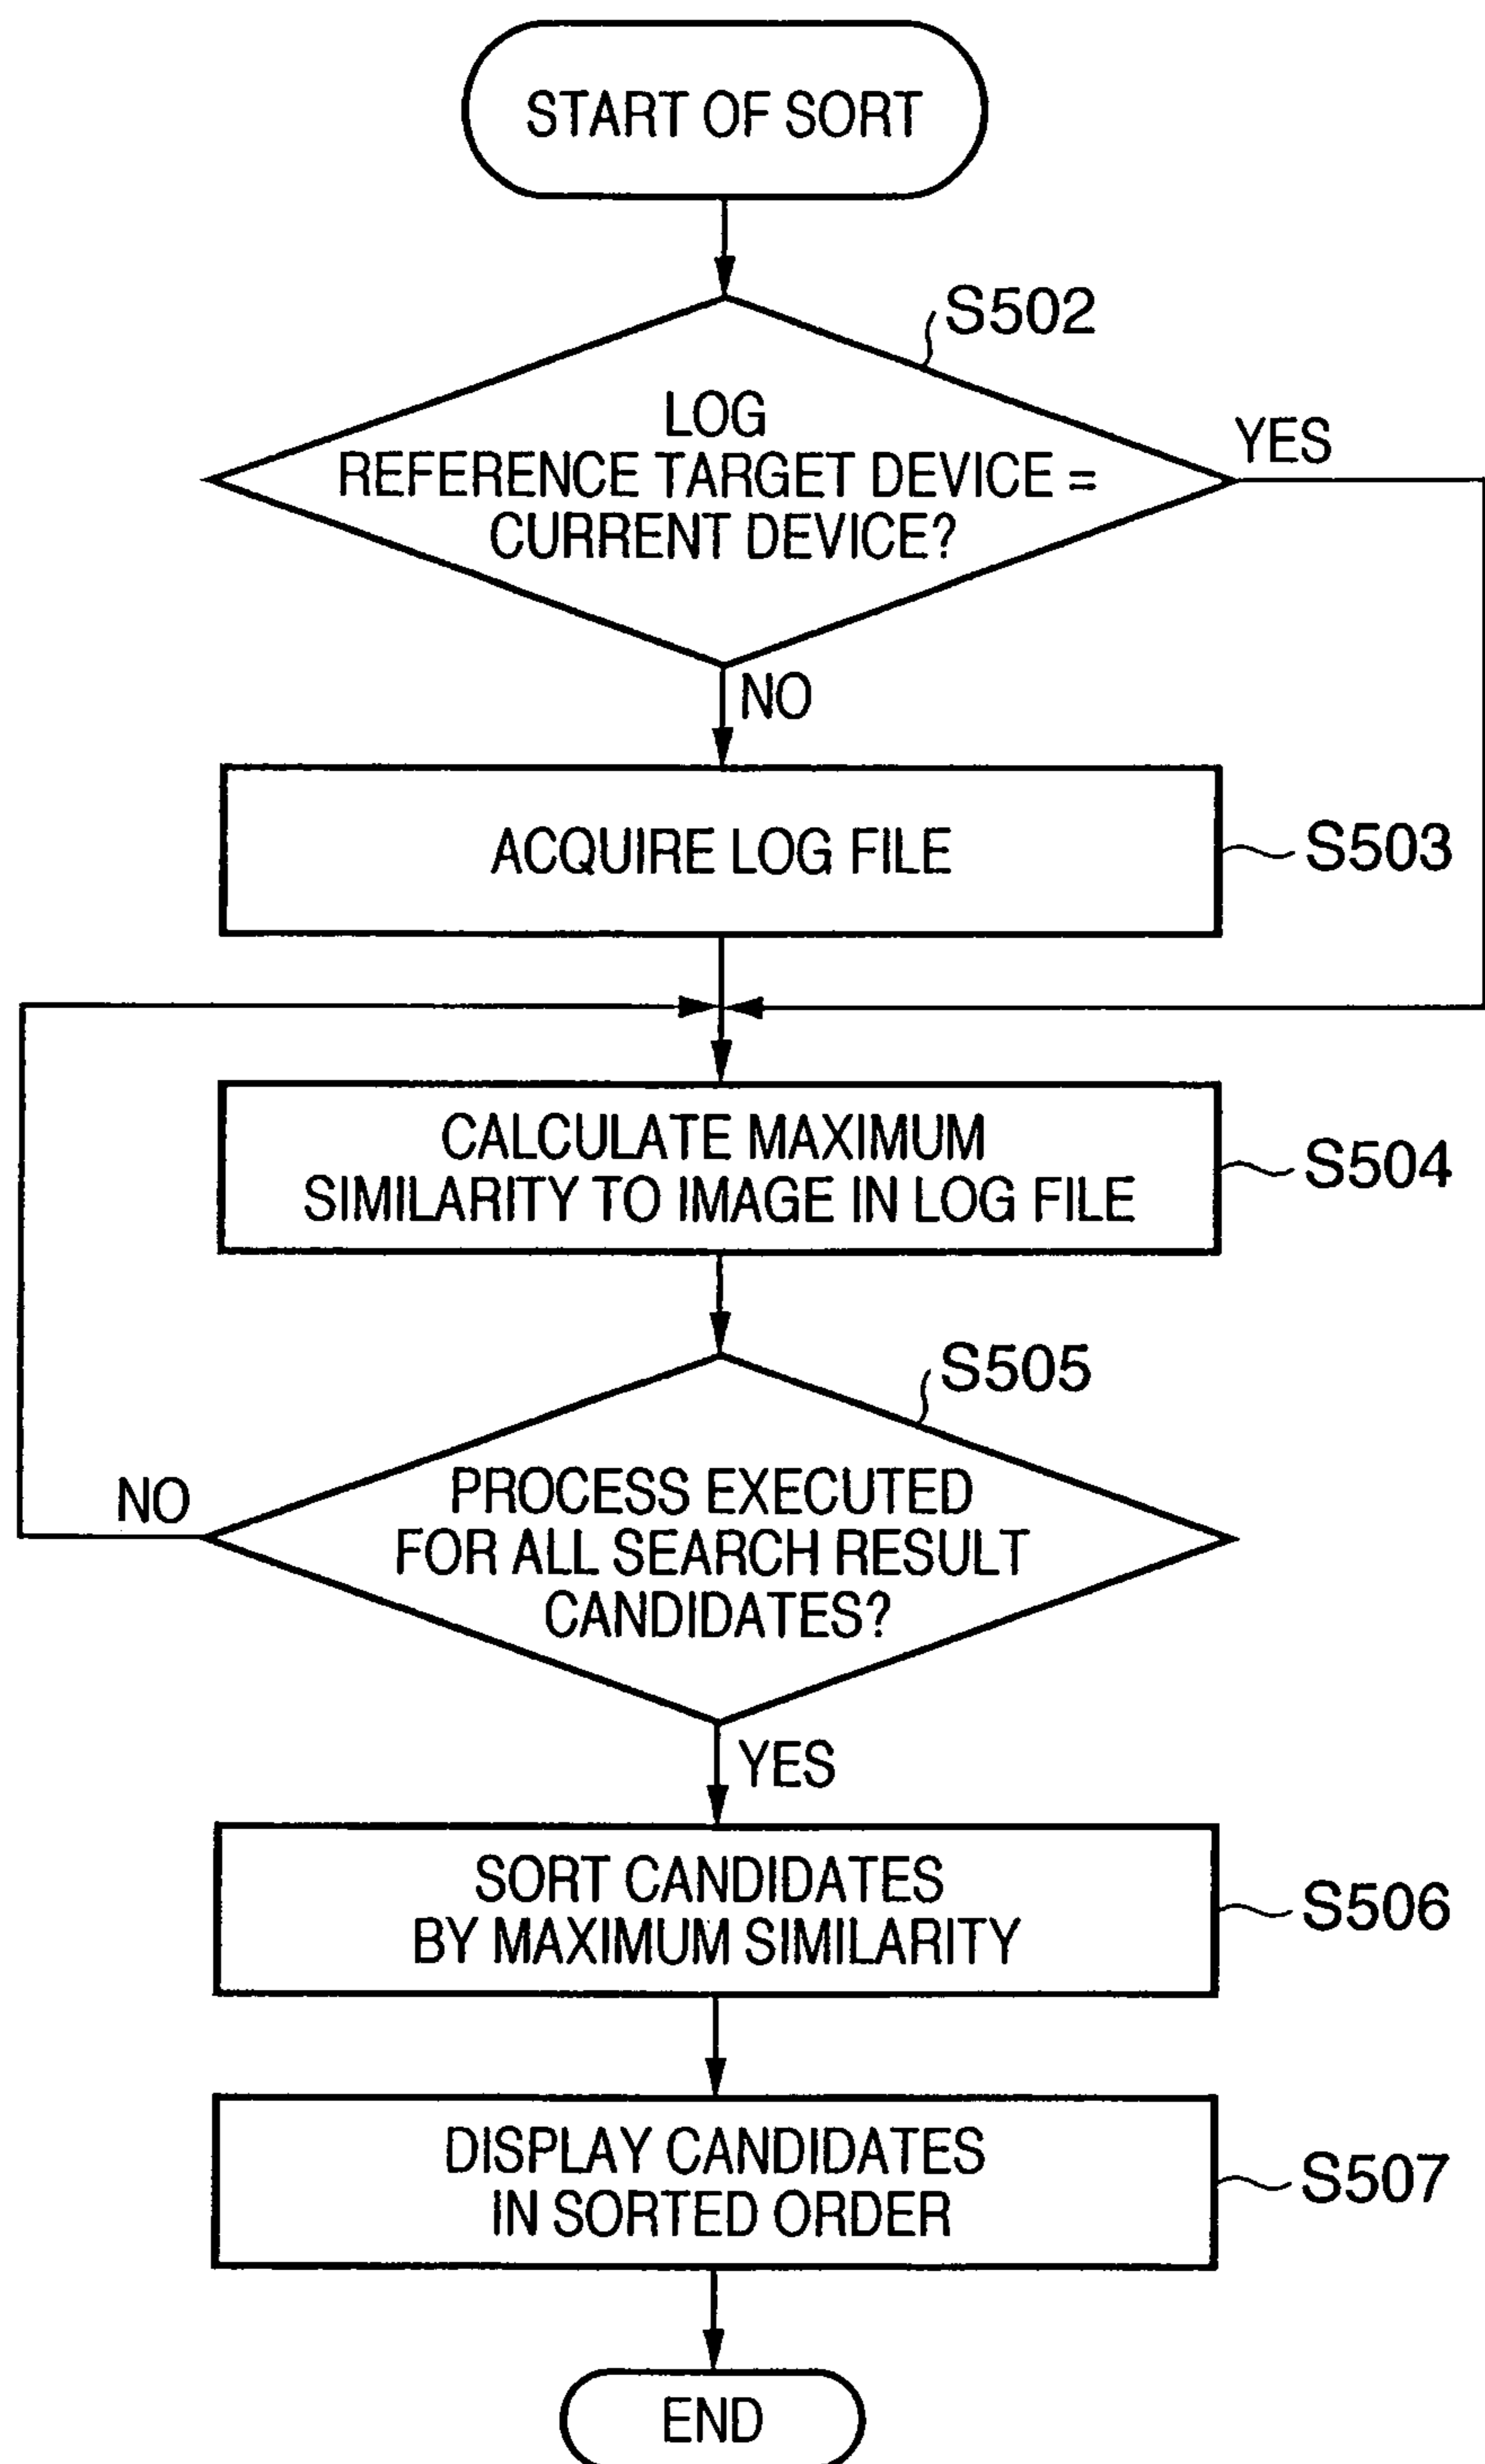 START OF SORT
S502
LOG
REFERENCE TARGET DEVICE =
CURRENT DEVICE?
YES
NO
ACQUIRE LOG FILE
S503
CALCULATE MAXIMUM
SIMILARITY TO IMAGE IN LOG FILE
S504
S505
PROCESS EXECUTED
FOR ALL SEARCH RESULT
CANDIDATES?
NO
YES
SORT CANDIDATES
BY MAXIMUM SIMILARITY
S506
DISPLAY CANDIDATES
IN SORTED ORDER
S507
END